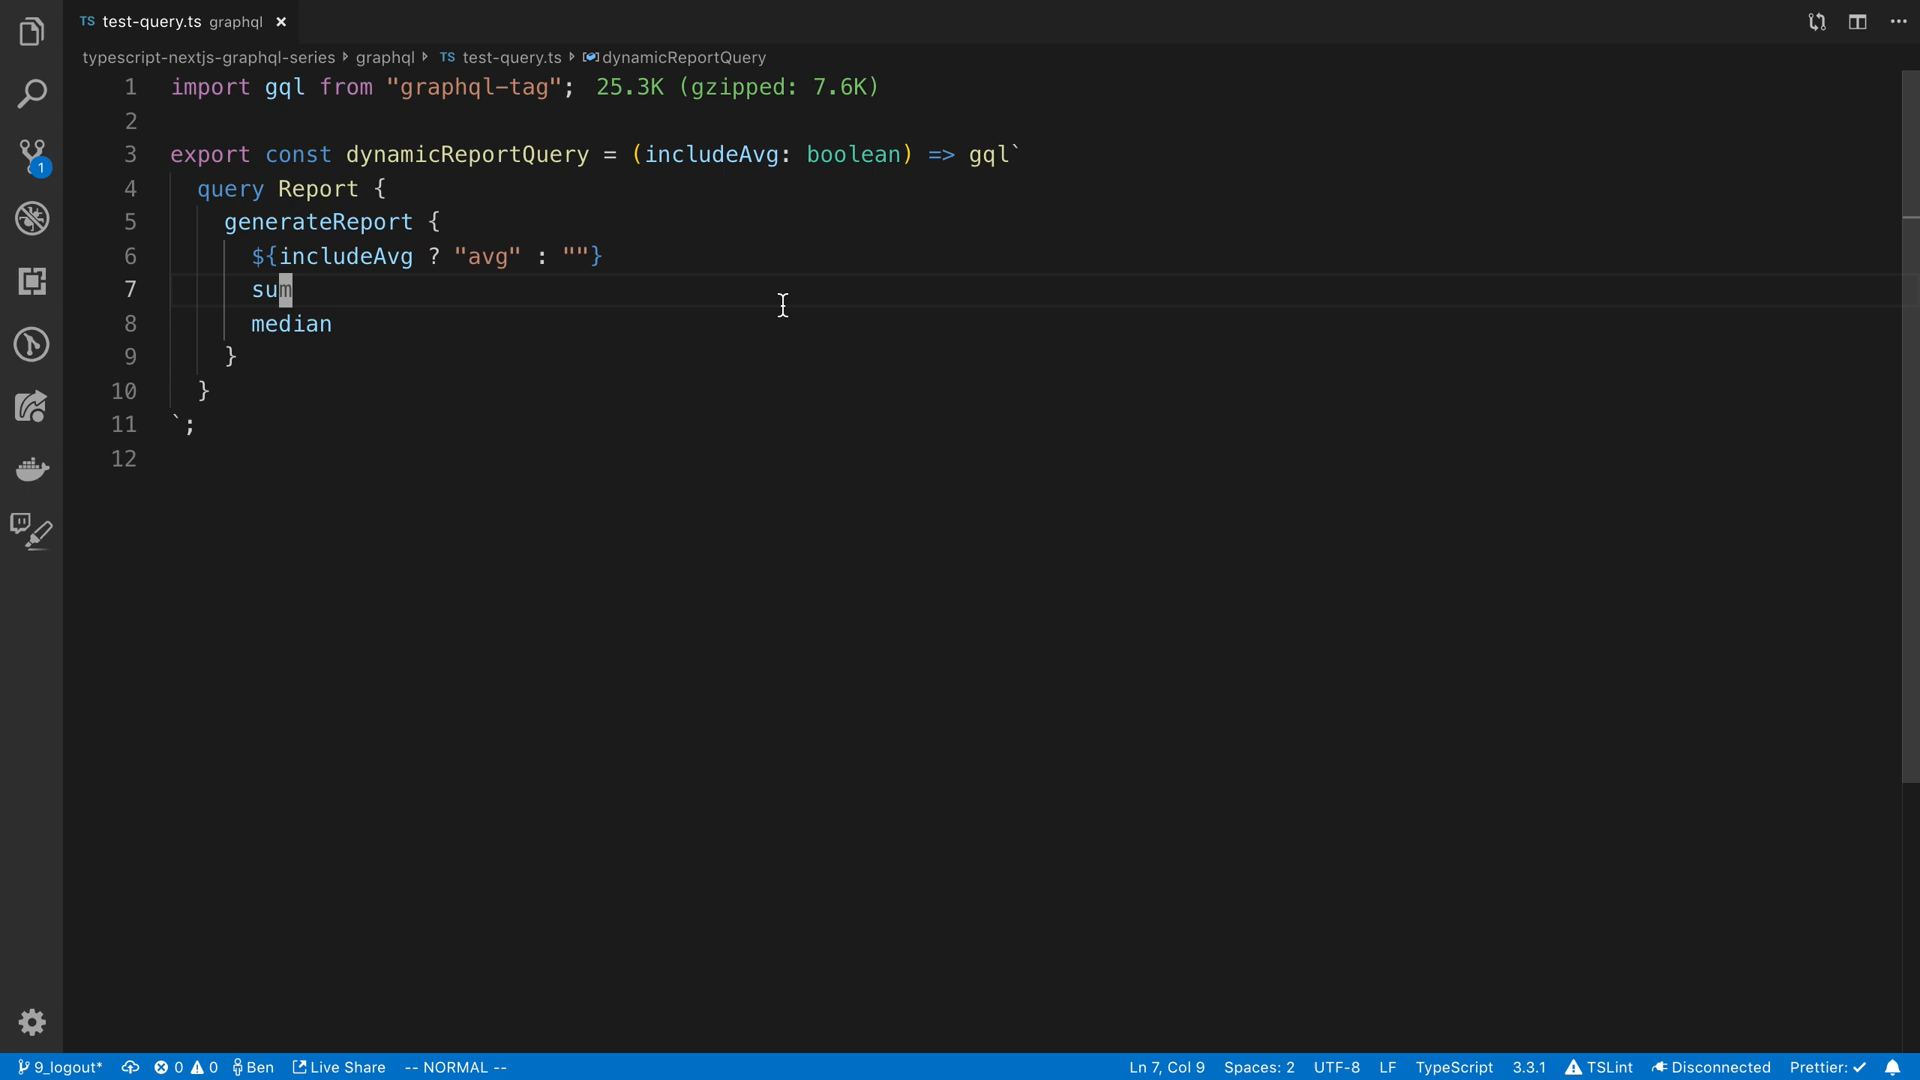 TS test-query.ts graphql ×
typescript-nextjs-graphql-series graphql TS test-query.ts dynamicReportQuery
1 import gql from "graphql-tag"; 25.3K (gzipped: 7.6K)
2
3 export const dynamicReportQuery = (includeAvg: boolean) => gql`
4 query Report {
5 generateReport {
6 ${includeAvg ? "avg" : ""}
7 sum
8 median
9 }
10 }
11 `;
12
1
9_logout* 0 0 Ben Live Share -- NORMAL -- Ln 7, Col 9 Spaces: 2 UTF-8 LF TypeScript 3.3.1 TSLint Disconnected Prettier: ✓